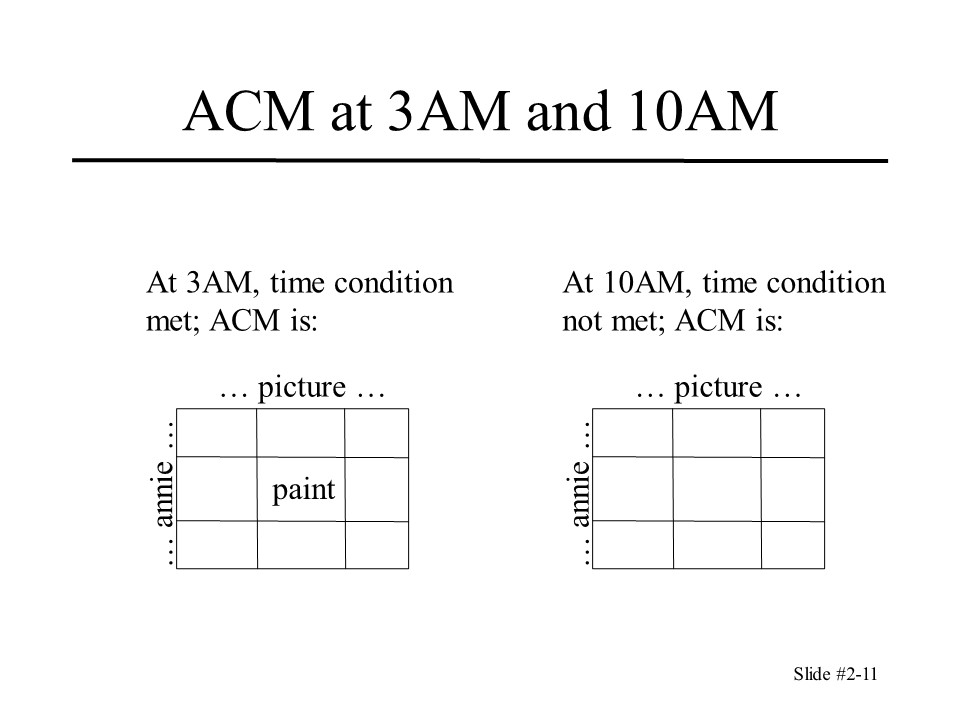 ACM at 3AM and 10AM
At 3AM, time condition
met; ACM is:
… picture …
… annie …
paint
At 10AM, time condition
not met; ACM is:
… picture …
… annie …
Slide #2-11